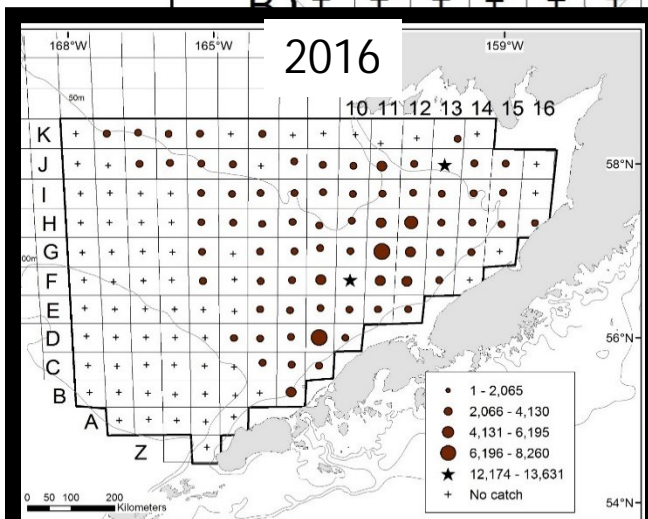 B
168°W 165°W 2016 159°W
50m
10 11 12 13 14 15 16
K
J 58°N
I
H
G
00m
F
E
D 56°N
C
B
A
Z
1 - 2,065
2,066 - 4,130
4,131 - 6,195
6,196 - 8,260
12,174 - 13,631
No catch
0 50 100 200
Kilometers
54°N